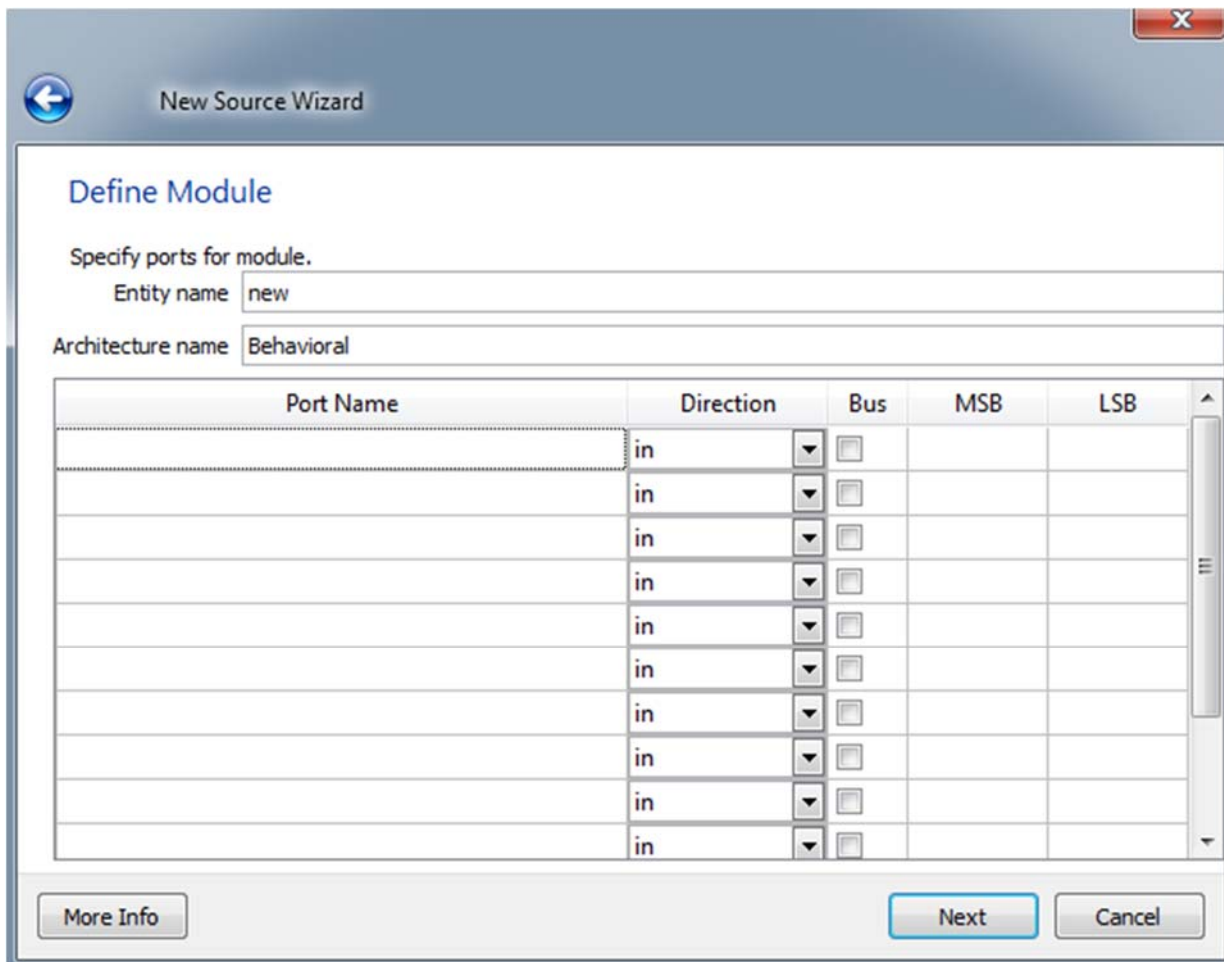 New Source Wizard
Define Module
Specify ports for module.
Entity name new
Architecture name Behavioral
Port Name Direction Bus MSB LSB
in
in
in
in
in
in
in
in
in
in
More Info Next Cancel